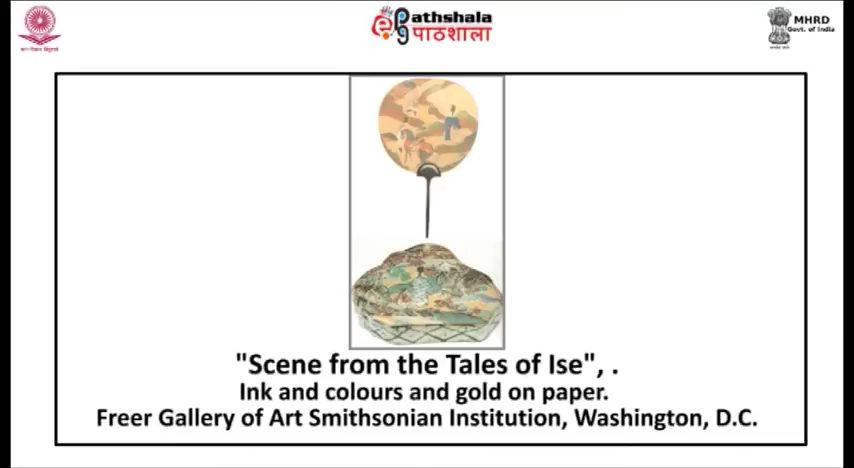 ePathshala
पाठशाला
MHRD
Govt. of India
"Scene from the Tales of Ise", .
Ink and colours and gold on paper.
Freer Gallery of Art Smithsonian Institution, Washington, D.C.